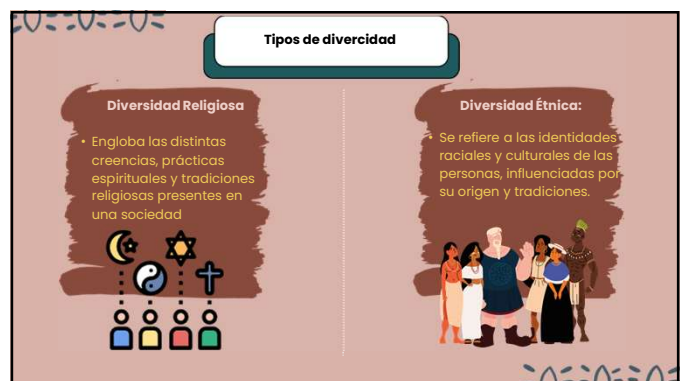 Tipos de divercidad
Diversidad Religiosa
• Engloba las distintas
creencias, prácticas
espirituales y tradiciones
religiosas presentes en
una sociedad
Diversidad Étnica:
• Se refiere a las identidades
raciales y culturales de las
personas, influenciadas por
su origen y tradiciones.